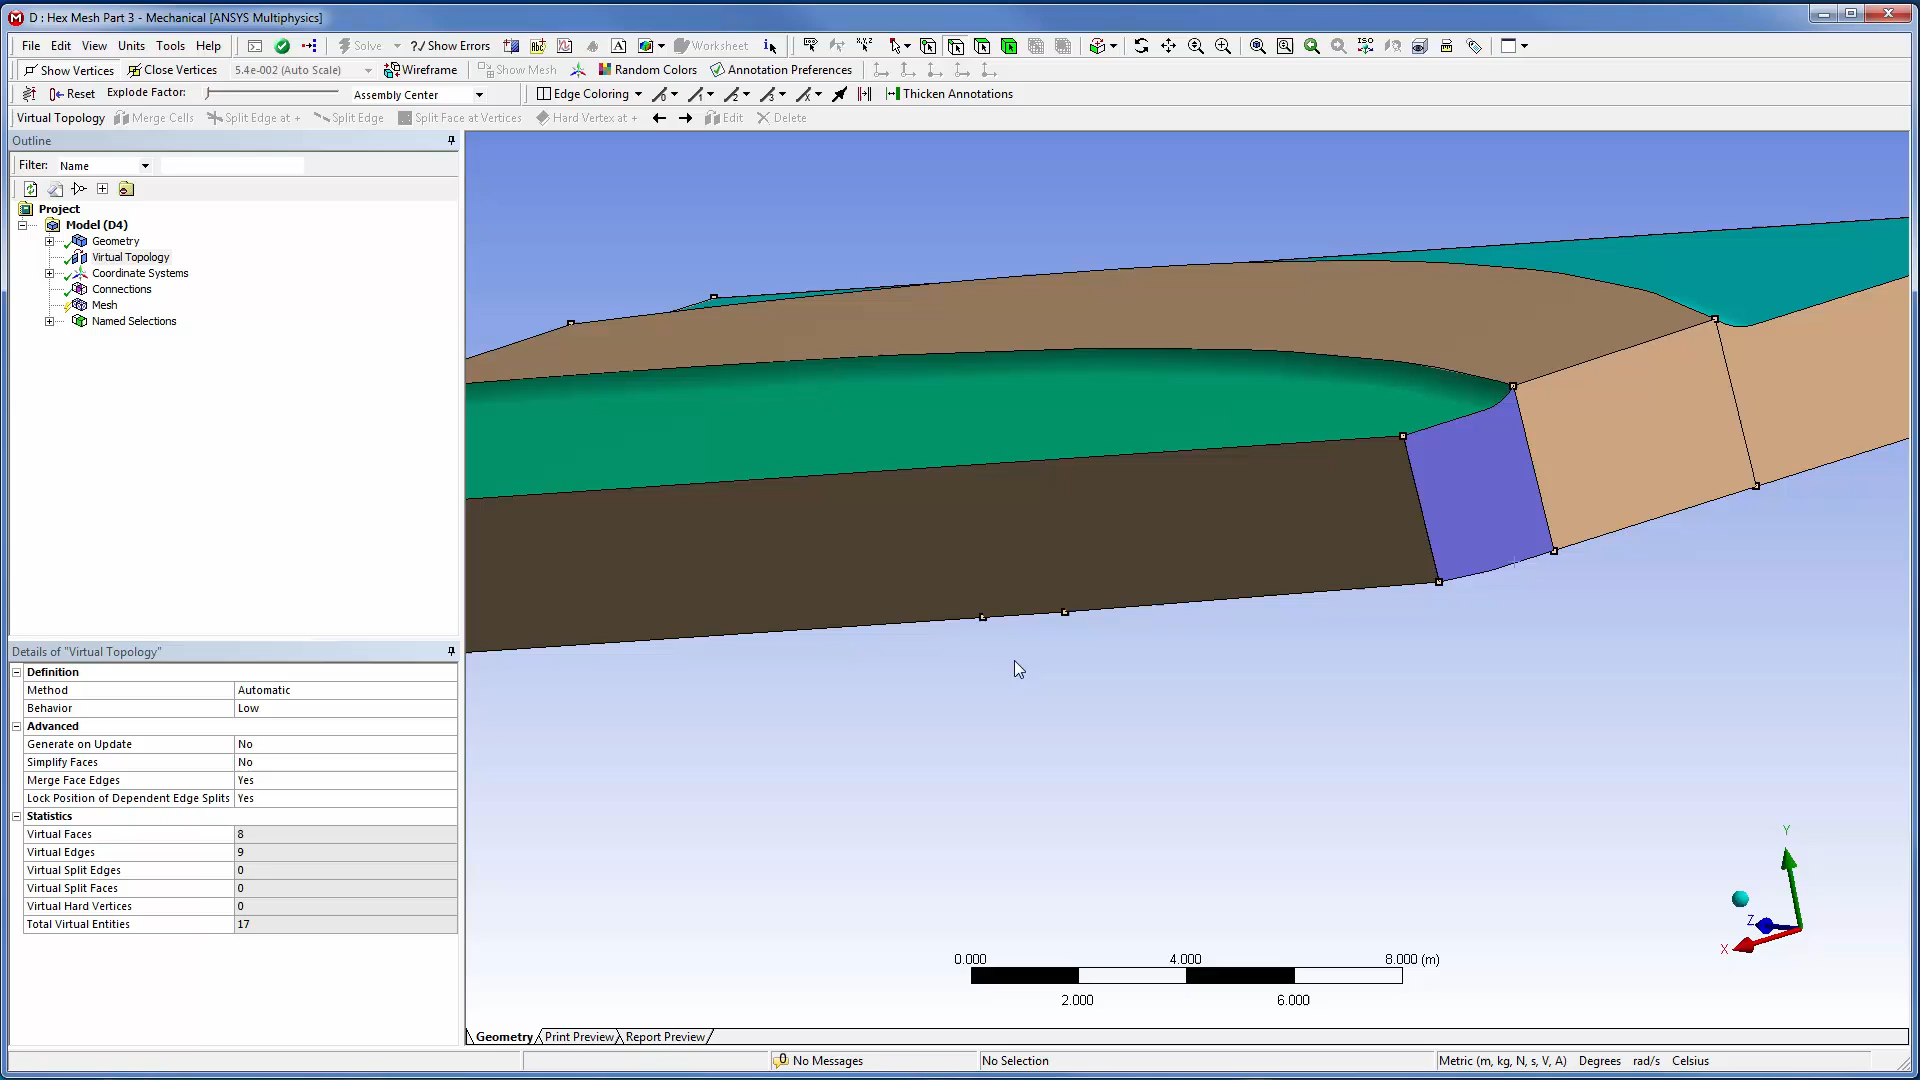 D : Hex Mesh Part 3 - Mechanical [ANSYS Multiphysics]
File Edit View Units Tools Help Solve ?/ Show Errors Worksheet
Show Vertices Close Vertices 5.4e-002 (Auto Scale) Wireframe Show Mesh Random Colors Annotation Preferences
Reset Explode Factor: Assembly Center Edge Coloring Thicken Annotations
Virtual Topology Merge Cells Split Edge at + Split Edge Split Face at Vertices Hard Vertex at + Edit Delete
Outline
Filter: Name
Project
Model (D4)
Geometry
Virtual Topology
Coordinate Systems
Connections
Mesh
Named Selections
Details of "Virtual Topology"
Definition
Method Automatic
Behavior Low
Advanced
Generate on Update No
Simplify Faces No
Merge Face Edges Yes
Lock Position of Dependent Edge Splits Yes
Statistics
Virtual Faces 8
Virtual Edges 9
Virtual Split Edges 0
Virtual Split Faces 0
Virtual Hard Vertices 0
Total Virtual Entities 17
Y
Z
X
0.000 4.000 8.000 (m)
2.000 6.000
Geometry Print Preview Report Preview
No Messages No Selection Metric (m, kg, N, s, V, A) Degrees rad/s Celsius